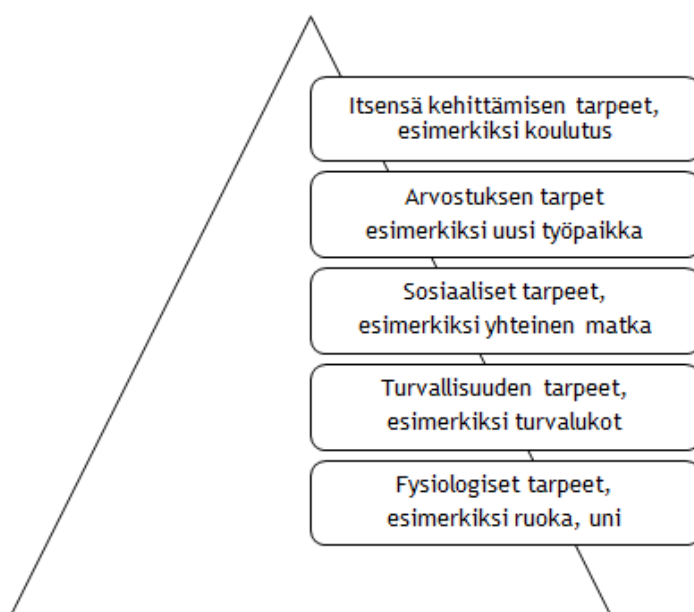 Itsensä kehittämisen tarpeet,
esimerkiksi koulutus
Arvostuksen tarpet
esimerkiksi uusi työpaikka
Sosiaaliset tarpeet,
esimerkiksi yhteinen matka
Turvallisuuden tarpeet,
esimerkiksi turvalukot
Fysiologiset tarpeet,
esimerkiksi ruoka, uni